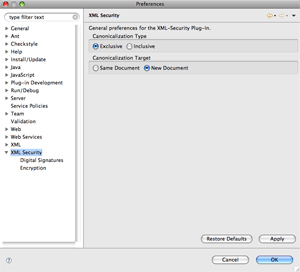 Preferences
type filter text
XML Security
General
Ant
Checkstyle
Help
Install/Update
Java
JavaScript
Plug-in Development
Run/Debug
Server
Service Policies
Team
Validation
Web
Web Services
XML
XML Security
Digital Signatures
Encryption
General preferences for the XML-Security Plug-In.
Canonicalization Type
Exclusive Inclusive
Canonicalization Target
Same Document New Document
Restore Defaults Apply
? Cancel OK